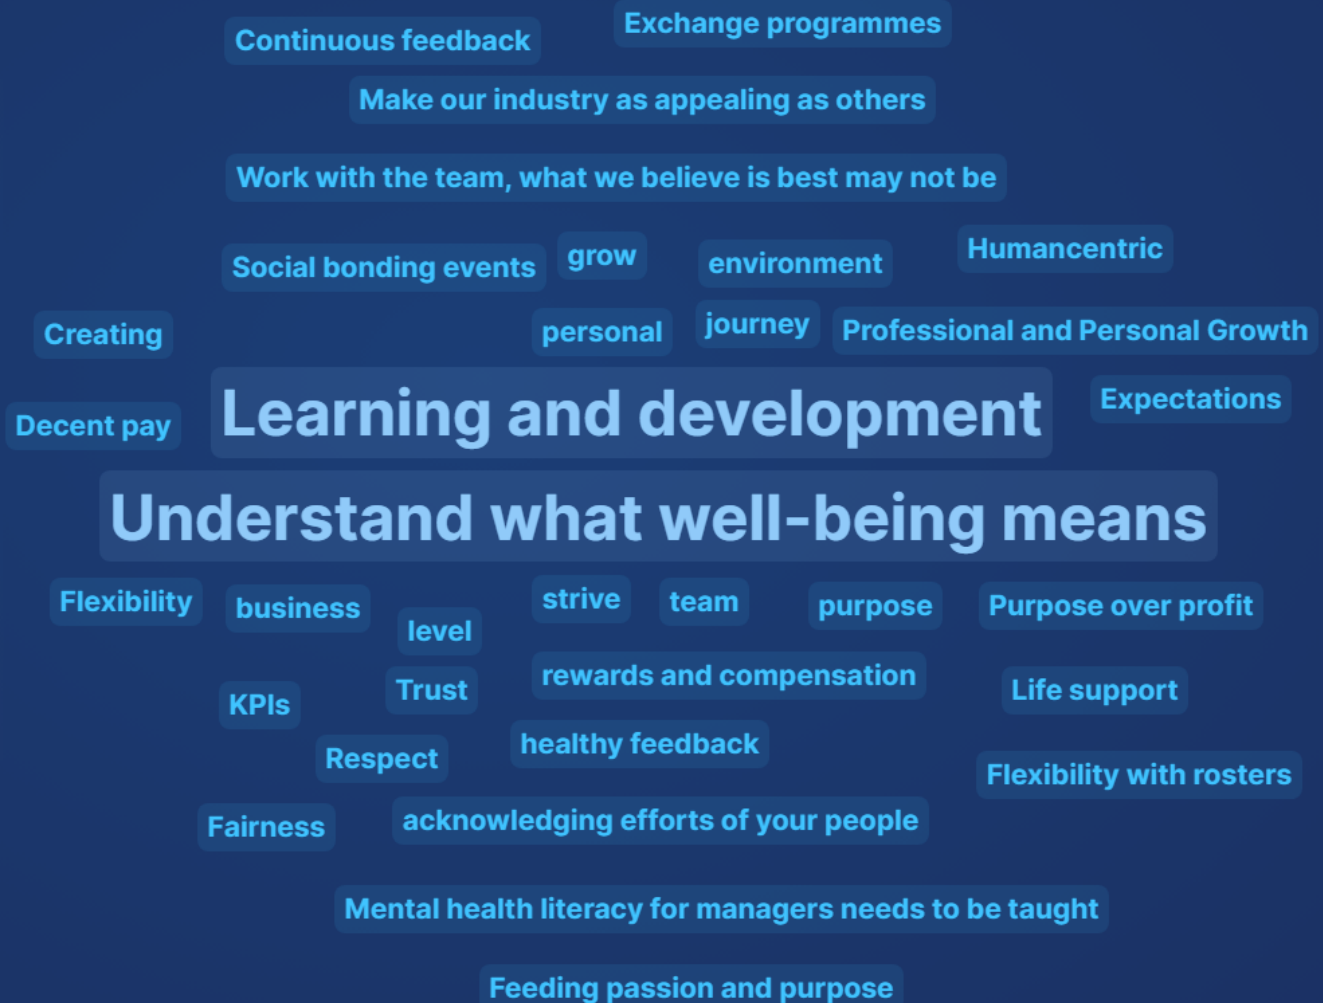 Exchange programmes
Continuous feedback
Make our industry as appealing as others
Work with the team, what we believe is best may not be
Humancentric
grow
environment
Social bonding events
journey
Professional and Personal Growth
personal
Creating
Expectations
Learning and development
Decent pay
Understand what well-being means
strive
Flexibility
team
purpose
Purpose over profit
business
level
rewards and compensation
Trust
Life support
KPIs
healthy feedback
Respect
Flexibility with rosters
acknowledging efforts of your people
Fairness
Mental health literacy for managers needs to be taught
Feeding passion and purpose